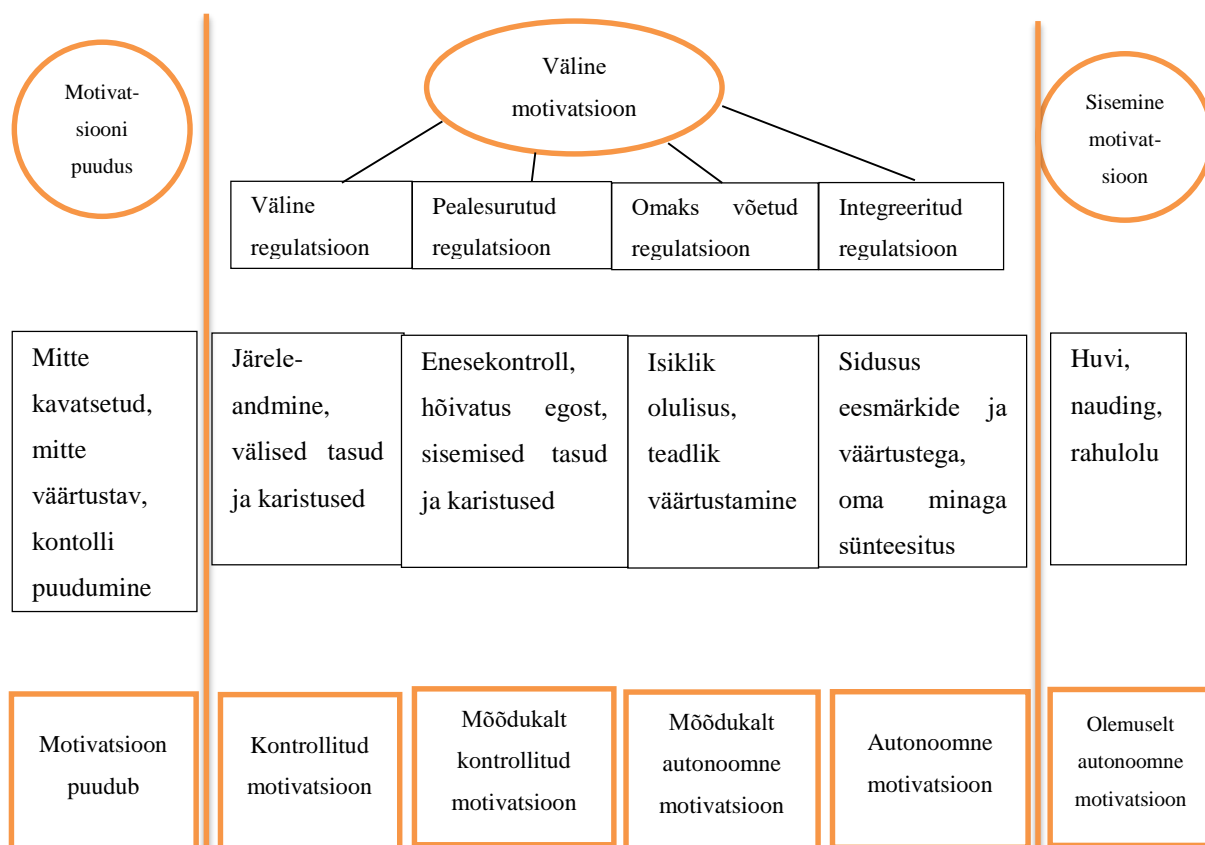 Motivat-
siooni
puudus
Väline
motivatsioon
Sisemine
motivat-
sioon
Väline
regulatsioon
Pealesurutud
regulatsioon
Omaks võetud
regulatsioon
Integreeritud
regulatsioon
Mitte
kavatsetud,
mitte
väärtustav,
kontolli
puudumine
Järele-
andmine,
välised tasud
ja karistused
Enesekontroll,
hõivatus egost,
sisemised tasud
ja karistused
Isiklik
olulisus,
teadlik
väärtustamine
Sidusus
eesmärkide ja
väärtustega,
oma minaga
sünteesitus
Huvi,
nauding,
rahulolu
Motivatsioon
puudub
Kontrollitud
motivatsioon
Mõõdukalt
kontrollitud
motivatsioon
Mõõdukalt
autonoomne
motivatsioon
Autonoomne
motivatsioon
Olemuselt
autonoomne
motivatsioon